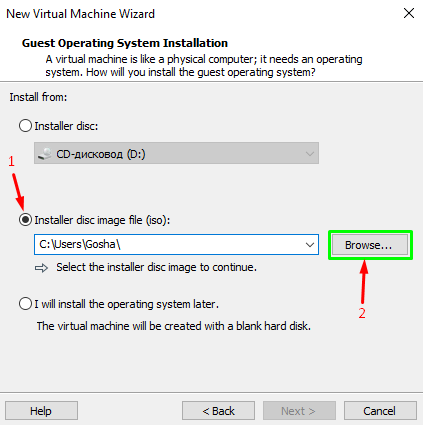 New Virtual Machine Wizard
Guest Operating System Installation
A virtual machine is like a physical computer; it needs an operating
system. How will you install the guest operating system?
Install from:
Installer disc:
1
CD-дисковод (D:)
Installer disc image file (iso):
C:\Users\Gosha\
Browse...
Select the installer disc image to continue.
I will install the operating system later.
2
The virtual machine will be created with a blank hard disk.
Help
< Back
Next >
Cancel